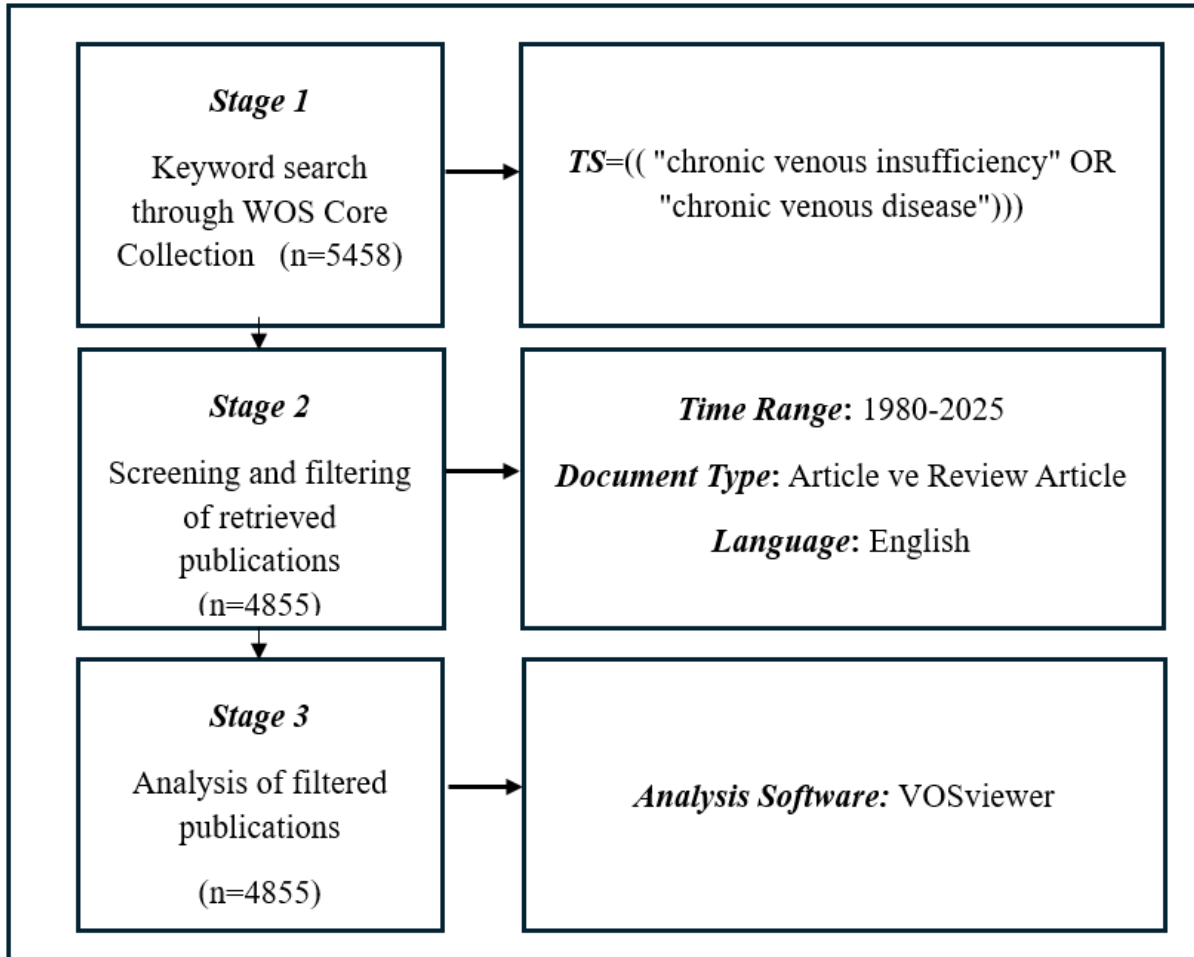 Stage 1
Keyword search
through WOS Core
Collection (n=5458)
TS=(( "chronic venous insufficiency" OR
"chronic venous disease")))
Stage 2
Screening and filtering
of retrieved
publications
(n=4855)
Time Range: 1980-2025
Document Type: Article ve Review Article
Language: English
Stage 3
Analysis of filtered
publications
(n=4855)
Analysis Software: VOSviewer